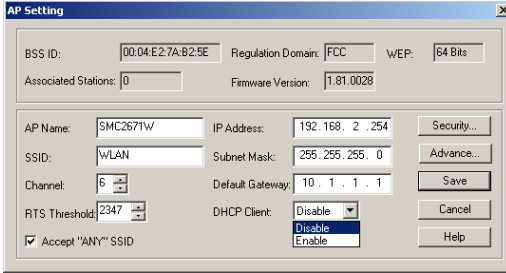 AP Setting
BSS ID: 00:04:E2:7A:B2:5E Regulation Domain: FCC WEP: 64 Bits
Associated Stations: 0 Firmware Version: 1.81.0028
AP Name: SMC2671W IP Address: 192.168. 2 .254 Security...
SSID: WLAN Subnet Mask: 255.255.255. 0 Advance...
Channel: 6 Default Gateway: 10 . 1 . 1 . 1 Save
RTS Threshold: 2347 DHCP Client: Disable Cancel
Disable
Enable
Accept "ANY" SSID Help